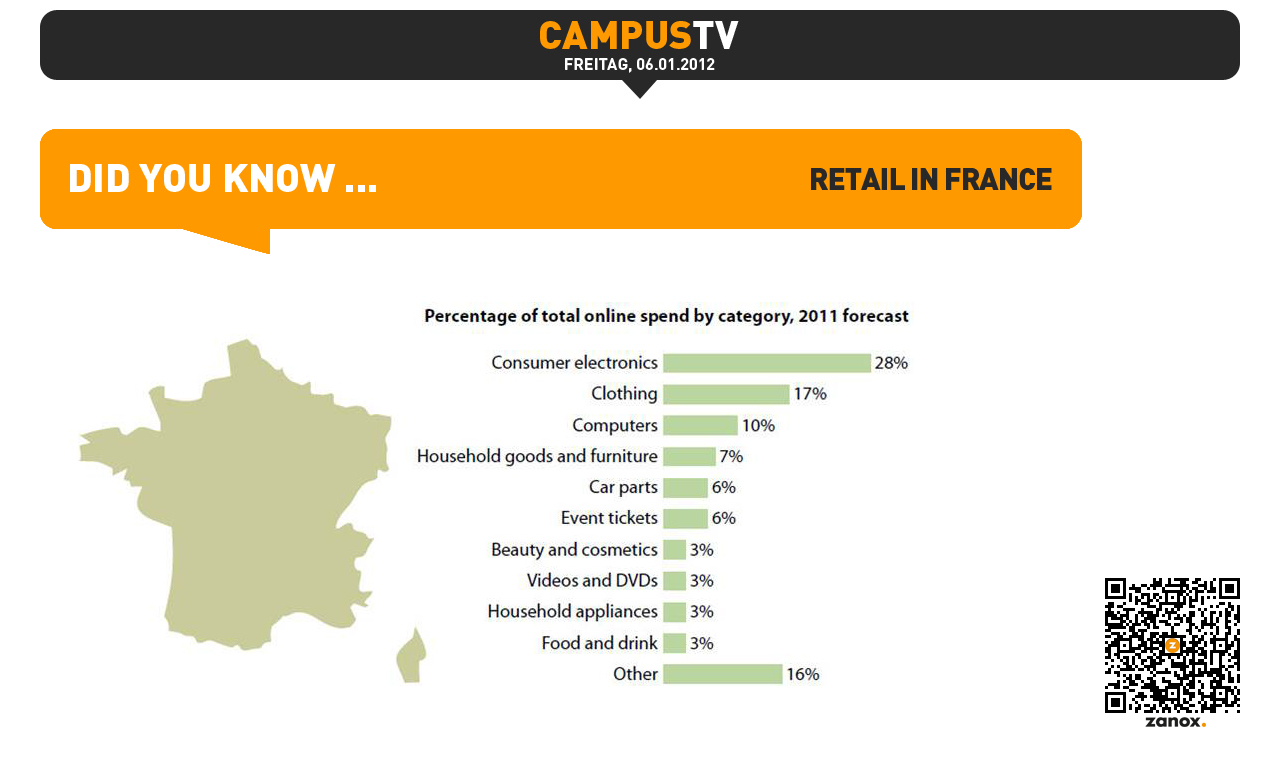 CAMPUSTV
FREITAG, 06.01.2012
DID YOU KNOW ...
RETAIL IN FRANCE
Percentage of total online spend by category, 2011 forecast
Consumer electronics 28%
Clothing 17%
Computers 10%
Household goods and furniture 7%
Car parts 6%
Event tickets 6%
Beauty and cosmetics 3%
Videos and DVDs 3%
Household appliances 3%
Food and drink 3%
Other 16%
z
zanox.